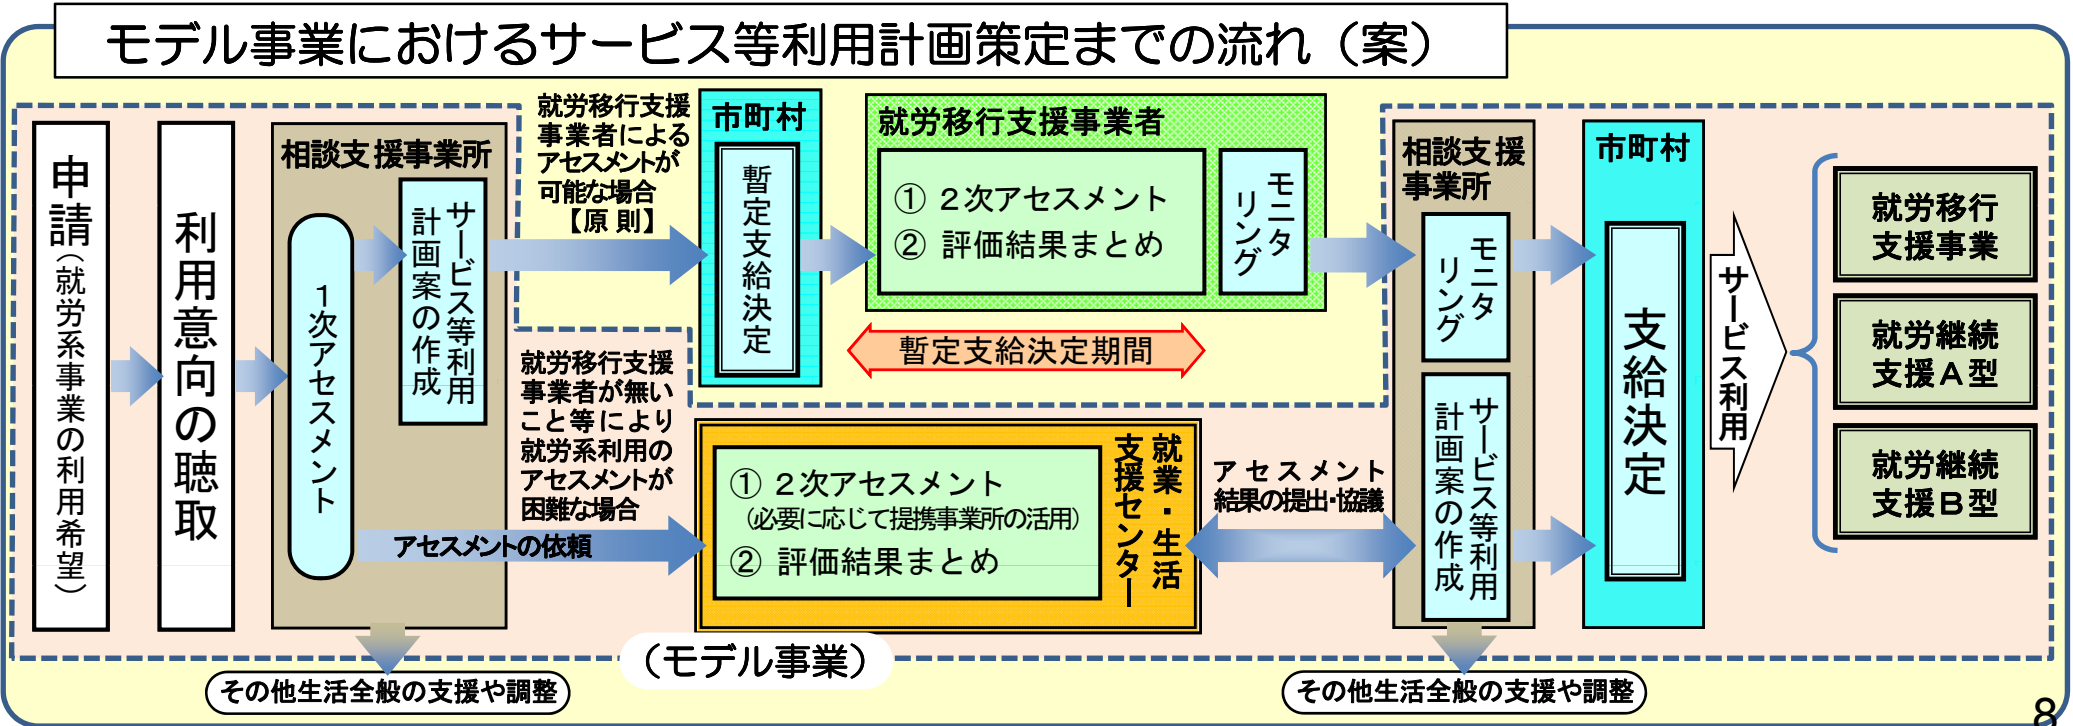 モデル事業におけるサービス等利用計画策定までの流れ（案）
申請（就労系事業の利用希望）
利用意向の聴取
相談支援事業所
１次アセスメント
サービス等利用
計画案の作成
就労移行支援
事業者による
アセスメントが
可能な場合
【原則】
就労移行支援
事業者が無い
こと等により
就労系利用の
アセスメントが
困難な場合
アセスメントの依頼
市町村
暫定支給決定
就労移行支援事業者
① ２次アセスメント
② 評価結果まとめ
モニタ
リング
暫定支給決定期間
就業・生活
支援センター
① ２次アセスメント
（必要に応じて提携事業所の活用）
② 評価結果まとめ
アセスメント
結果の提出・協議
相談支援
事業所
モニタ
リング
サービス等利用
計画案の作成
市町村
支給決定
サービス利用
就労移行
支援事業
就労継続
支援Ａ型
就労継続
支援Ｂ型
（モデル事業）
その他生活全般の支援や調整
その他生活全般の支援や調整
8